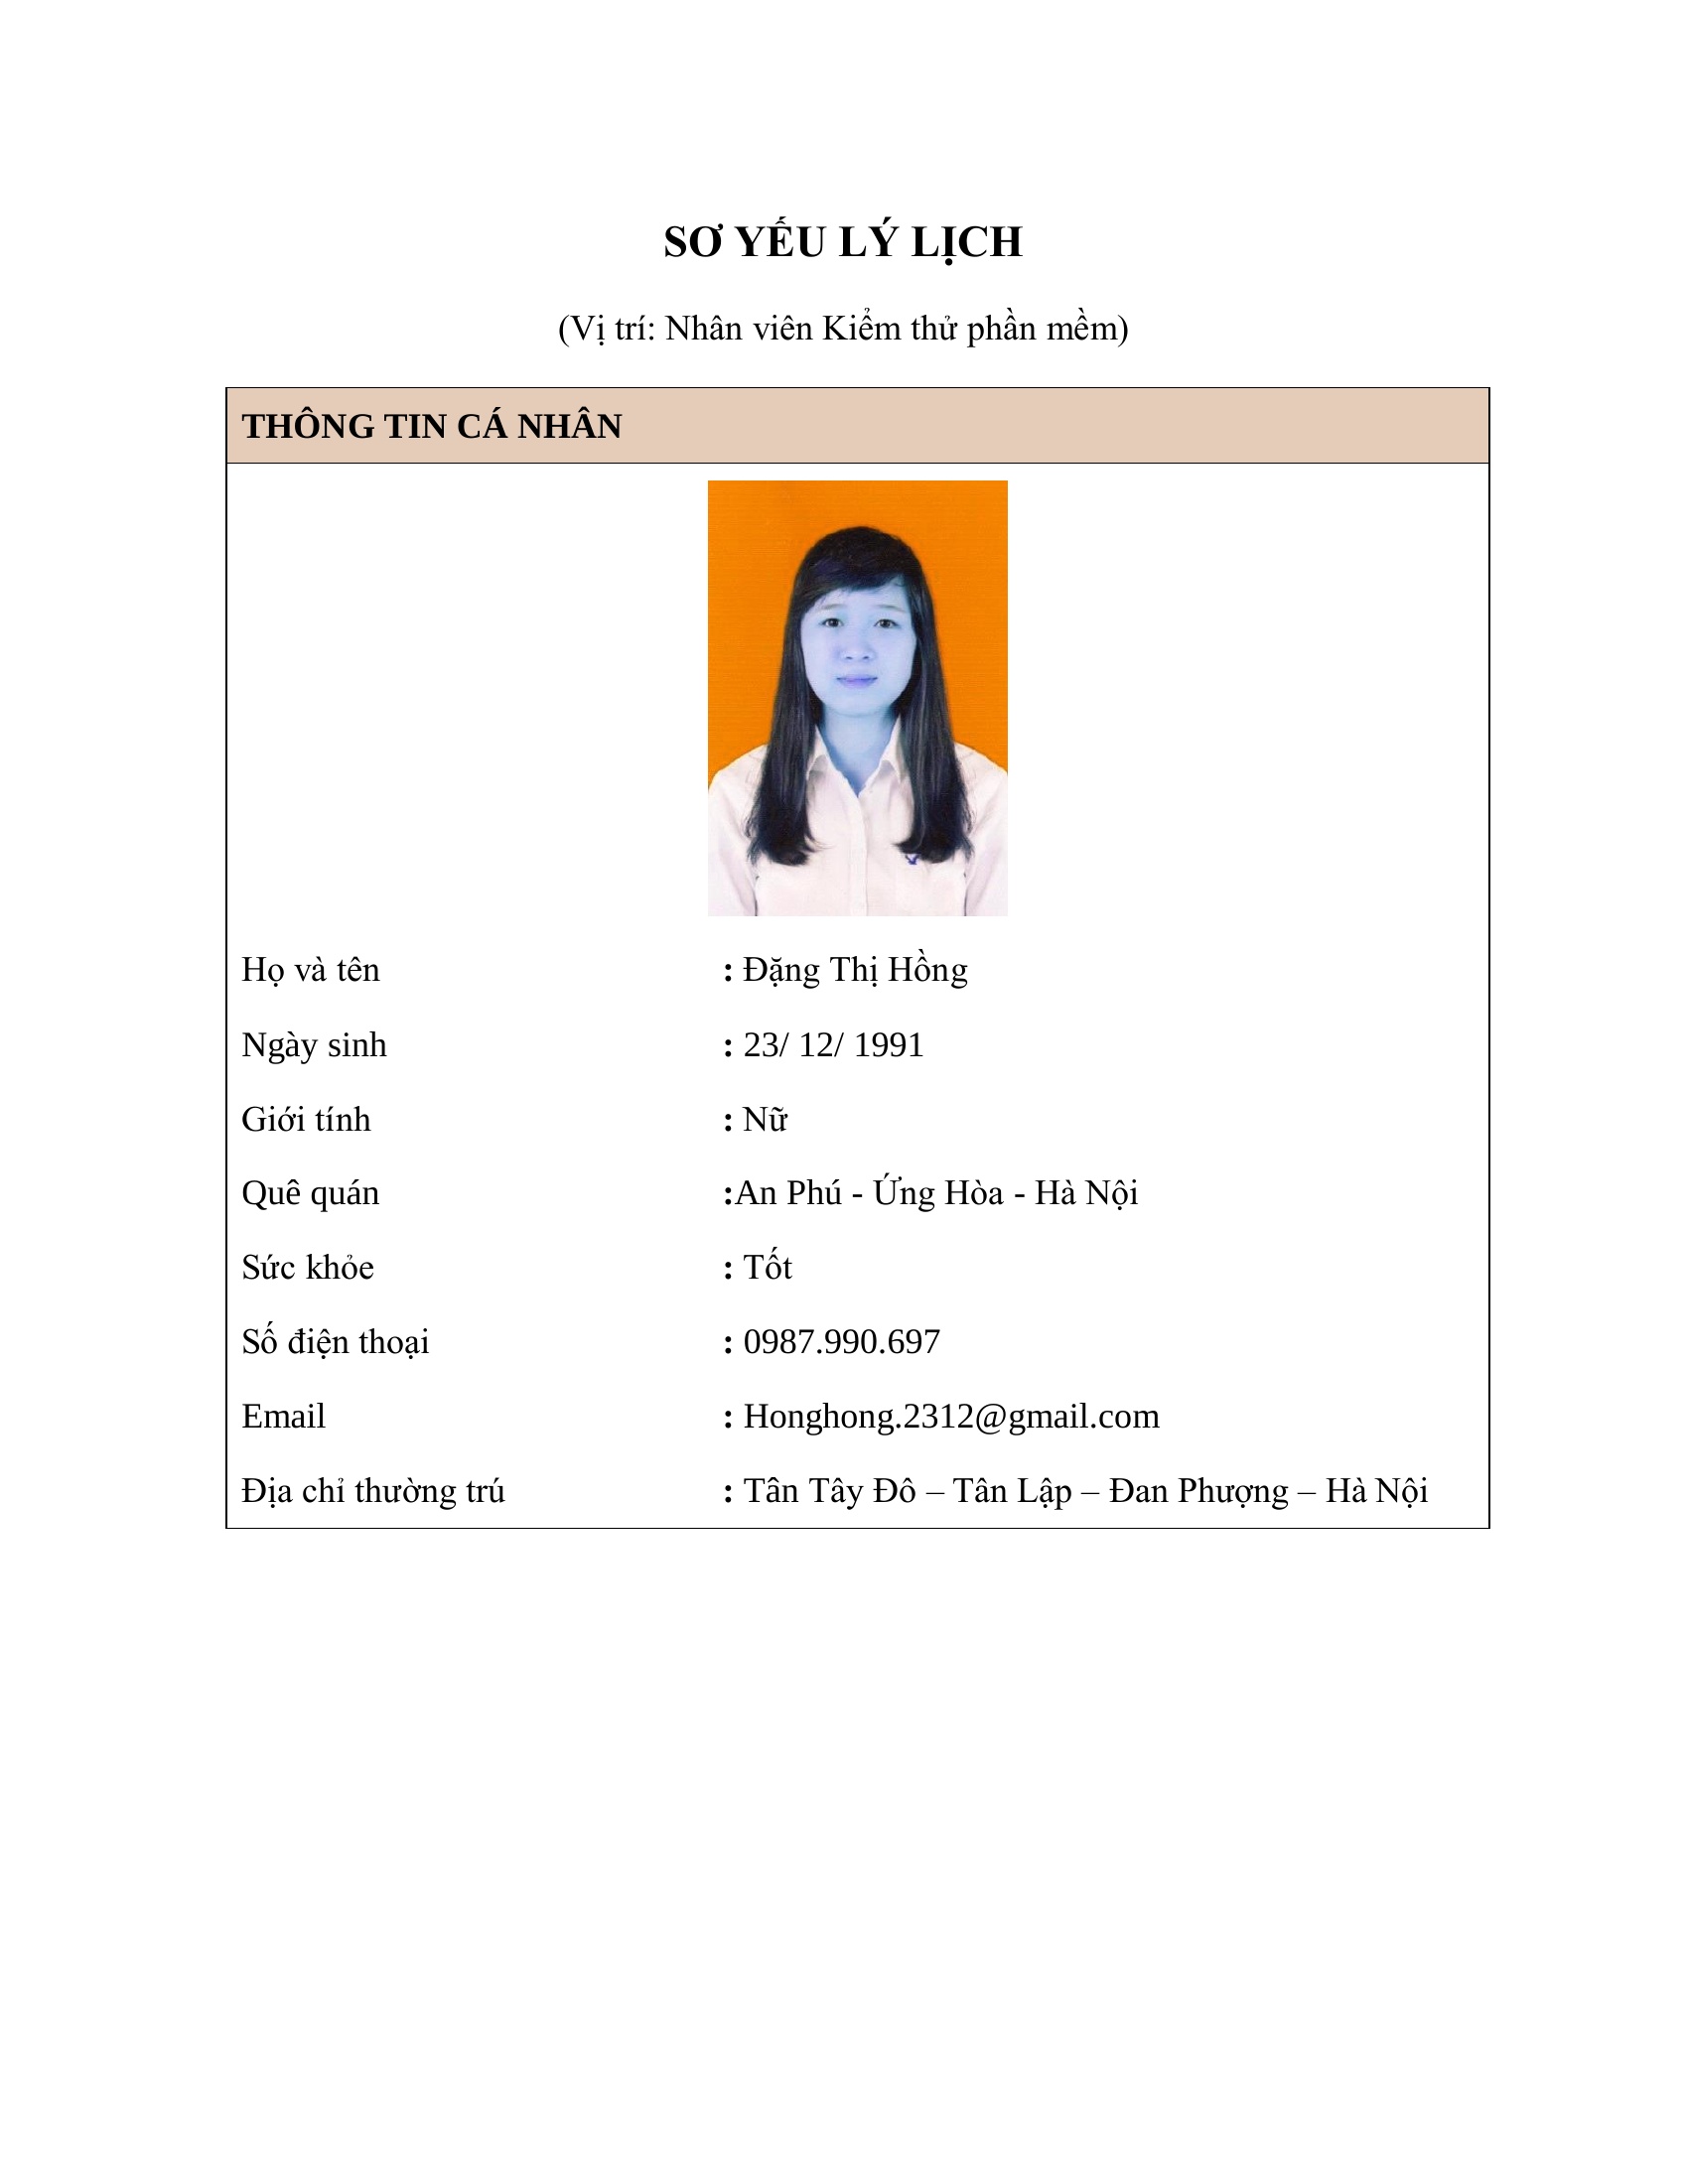 SƠ YẾU LÝ LỊCH
(Vị trí: Nhân viên Kiểm thử phần mềm)
THÔNG TIN CÁ NHÂN
Họ và tên : Đặng Thị Hồng
Ngày sinh : 23/ 12/ 1991
Giới tính : Nữ
Quê quán :An Phú - Ứng Hòa - Hà Nội
Sức khỏe : Tốt
Số điện thoại : 0987.990.697
Email : Honghong.2312@gmail.com
Địa chỉ thường trú : Tân Tây Đô – Tân Lập – Đan Phượng – Hà Nội